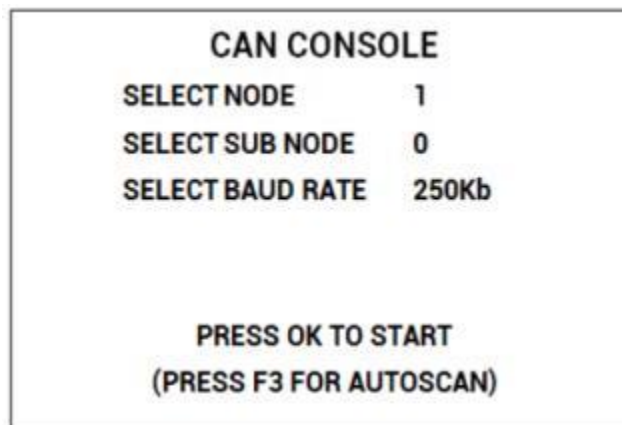 CAN CONSOLE
SELECT NODE 1
SELECT SUB NODE 0
SELECT BAUD RATE 250Kb
PRESS OK TO START
(PRESS F3 FOR AUTOSCAN)